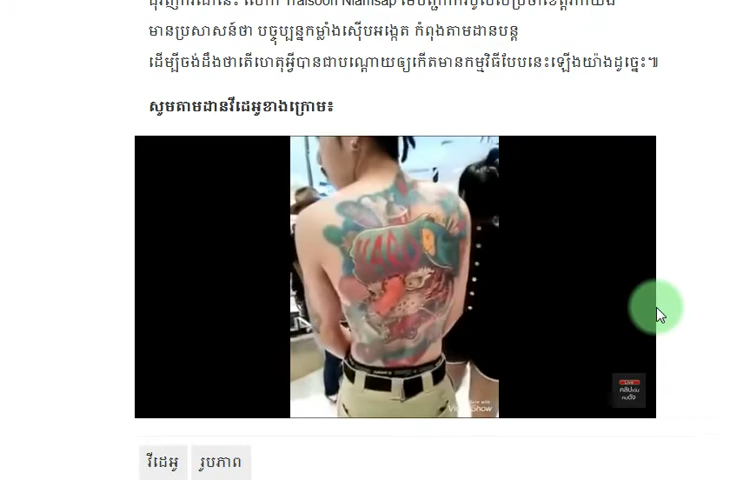 មានប្រសាសន៍ថា បច្ចុប្បន្នកម្លាំងស៊ើបអង្កេត កំពុងតាមដានបន្ត
ដើម្បីចង់ដឹងថាតើហេតុអ្វីបានជាបណ្តោយឲ្យកើតមានកម្មវិធីបែបនេះឡើងយ៉ាងដូច្នេះ៕
សូមតាមដានវីដេអូខាងក្រោម៖
Live
VivaShow
វីដេអូ
រូបភាព